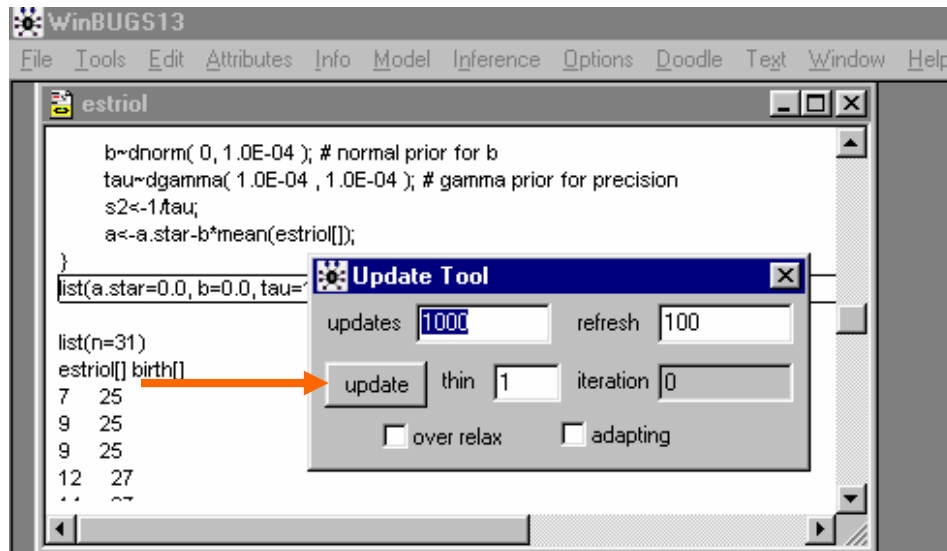 WinBUGS13
File Tools Edit Attributes Info Model Inference Options Doodle Text Window Help
estriol
b~dnorm( 0, 1.0E-04 ); # normal prior for b
tau~dgamma( 1.0E-04 , 1.0E-04 ); # gamma prior for precision
s2<-1/tau;
a<-a.star-b*mean(estriol[]);
}
list(a.star=0.0, b=0.0, tau=
list(n=31)
estriol[] birth[]
7 25
9 25
9 25
12 27
Update Tool
updates 1000 refresh 100
update thin 1 iteration 0
over relax adapting